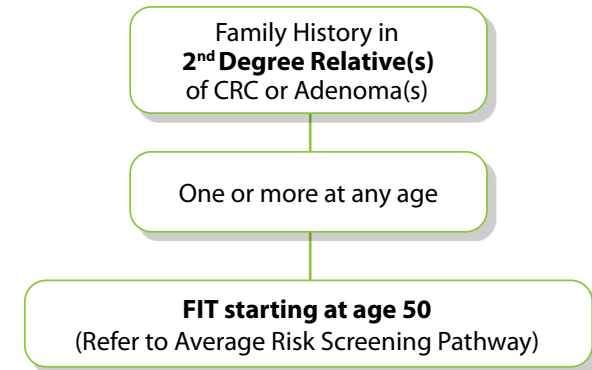 Family History in
2nd Degree Relative(s)
of CRC or Adenoma(s)
One or more at any age
FIT starting at age 50
(Refer to Average Risk Screening Pathway)